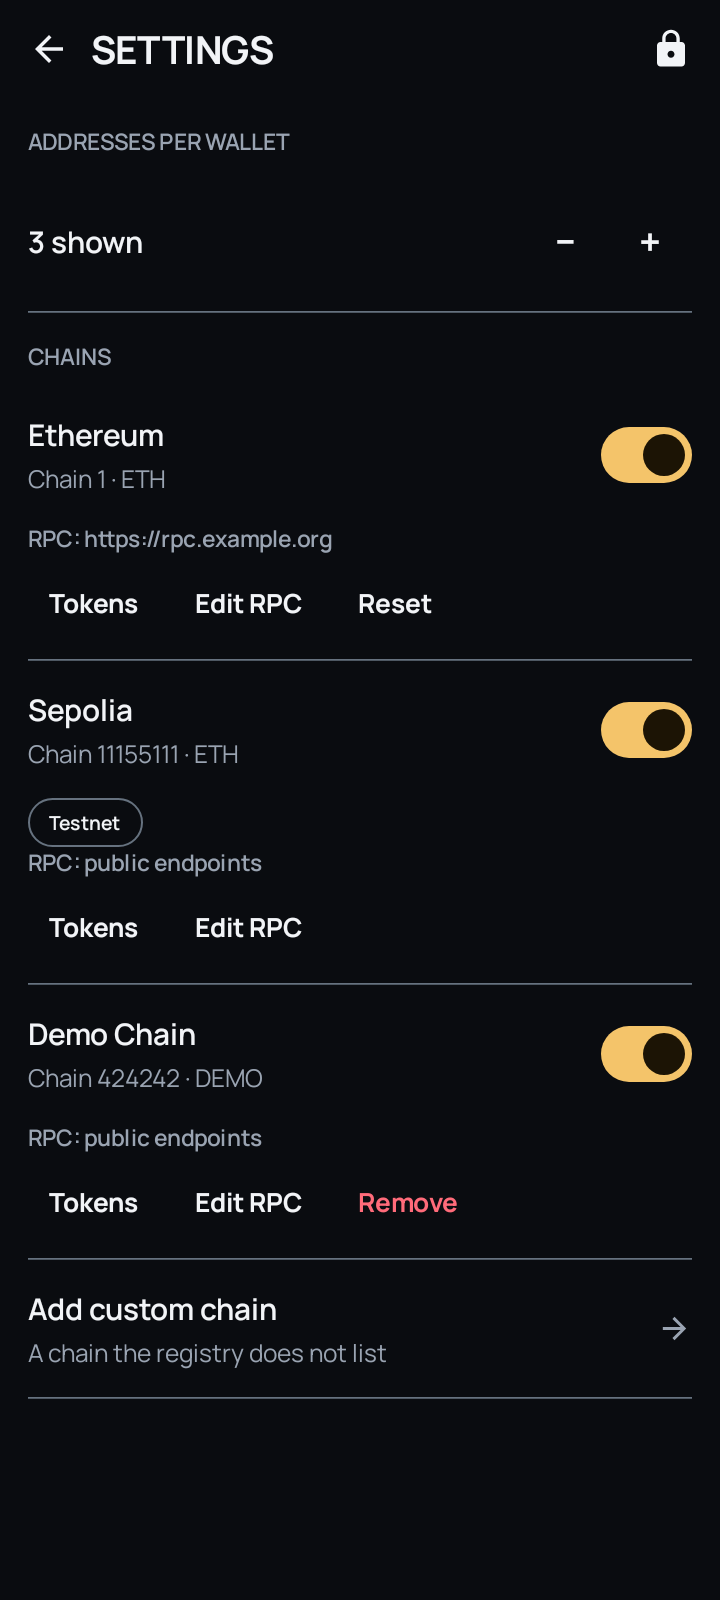 SETTINGS
ADDRESSES PER WALLET
3 shown
CHAINS
Ethereum
Chain 1 · ETH
RPC: https://rpc.example.org
Tokens Edit RPC Reset
Sepolia
Chain 11155111 · ETH
Testnet
RPC: public endpoints
Tokens Edit RPC
Demo Chain
Chain 424242 · DEMO
RPC: public endpoints
Tokens Edit RPC Remove
Add custom chain
A chain the registry does not list